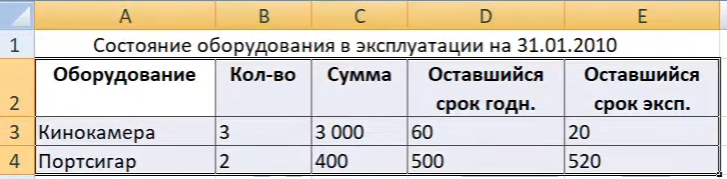 A B C D E
1 Состояние оборудования в эксплуатации на 31.01.2010
Оборудование Кол-во Сумма Оставшийся Оставшийся
2 срок годн. срок эксп.
3 Кинокамера 3 3 000 60 20
4 Портсигар 2 400 500 520